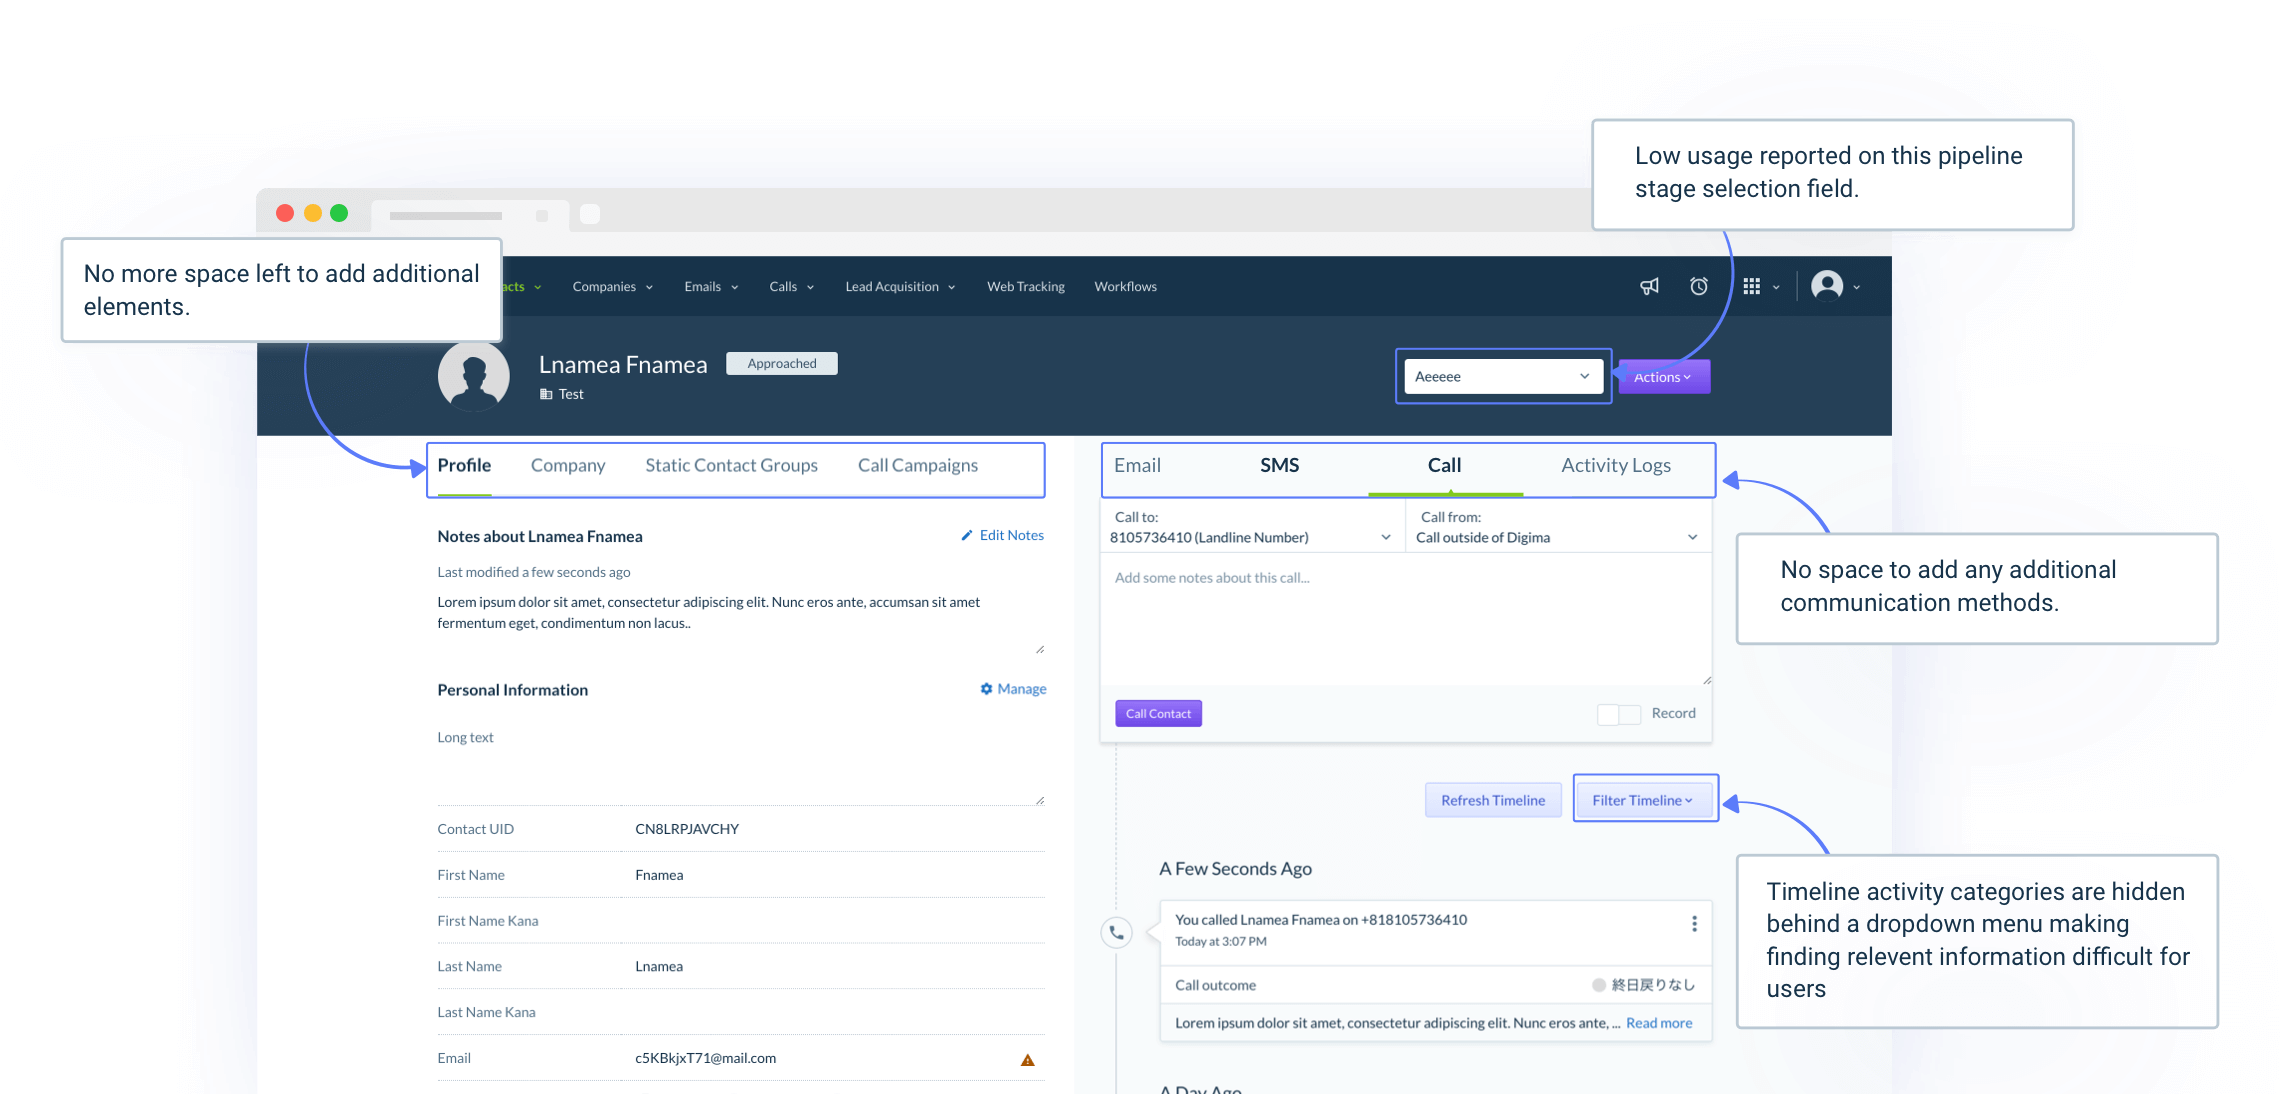 Low usage reported on this pipeline
stage selection field.
No more space left to add additional
elements.
acts
Companies
Emails
Calls
Lead Acquisition
Web Tracking
Workflows
Lnamea Fnamea
Approached
Test
Aeeeee
Actions
Profile
Company
Static Contact Groups
Call Campaigns
Notes about Lnamea Fnamea
Edit Notes
Last modified a few seconds ago
Lorem ipsum dolor sit amet, consectetur adipiscing elit. Nunc eros ante, accumsan sit amet
fermentum eget, condimentum non lacus..
Personal Information
Manage
Long text
Contact UID CN8LRPJAVCHY
First Name Fnamea
First Name Kana
Last Name Lnamea
Last Name Kana
Email c5KBkjxT71@mail.com
Email
SMS
Call
Activity Logs
Call to:
8105736410 (Landline Number)
Call from:
Call outside of Digima
Add some notes about this call...
Call Contact
Record
No space to add any additional
communication methods.
Refresh Timeline
Filter Timeline
A Few Seconds Ago
You called Lnamea Fnamea on +818105736410
Today at 3:07 PM
Call outcome 終日戻りなし
Lorem ipsum dolor sit amet, consectetur adipiscing elit. Nunc eros ante, ... Read more
A Day Ago
Timeline activity categories are hidden
behind a dropdown menu making
finding relevent information difficult for
users